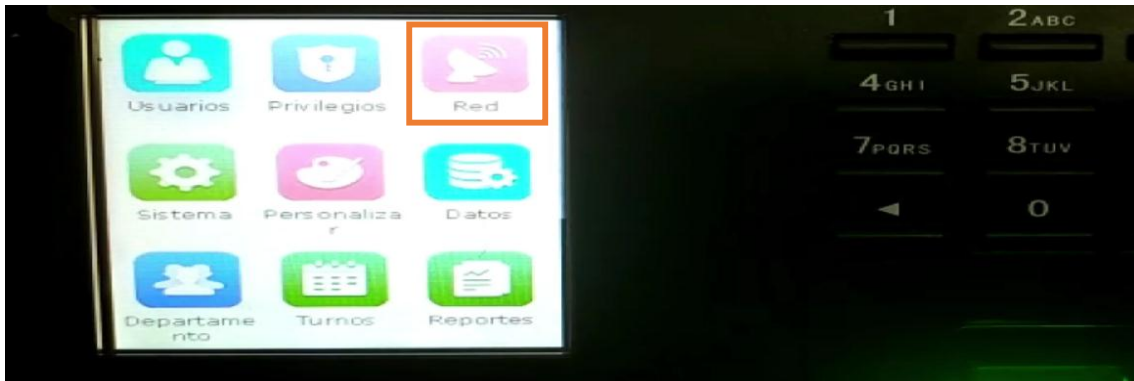 Usuarios Privilegios Red
Sistema Personaliza Datos
r
Departame Turnos Reportes
nto
1 2ABC
4GHI 5JKL
7PQRS 8TUV
◄ 0